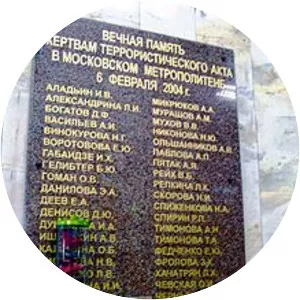 ВЕЧНАЯ ПАМЯТЬ
ЖЕРТВАМ ТЕРРОРИСТИЧЕСКОГО АКТА
В МОСКОВСКОМ МЕТРОПОЛИТЕНЕ
6 ФЕВРАЛЯ 2004 г.
АЛАДЬИН И.В.
АЛЕКСАНДРИНА Л.И.
БОГАТОВ Д.Ф.
ВАСИЛЬЕВ А.Ы.
ВИНОКУРОВА Н.Г.
ВОРОТОВОВА Е.Ю.
ГАБАИДЗЕ И.Х.
ГЕЛИБТЕР Б.Ю.
ГОМАН О.В.
ДАНИЛОВА Э.А.
ДЕЕВ Е.А.
ДЕНИСОВ Д.Ю.
МИКРЮКОВ А.А.
МУРАШОВ А.М.
МУХОВ В.В.
НИКОНОВА Н.Ю.
ОЛЬШАННИКОВ А.В.
ПАВЛОВА А.Л.
ПЯТАК А.В.
РЕЙХ В.Б.
РЕПКИНА Л.К.
СКОРОВА Н.И.
СПИЖЕНКОВА Н.А.
СПИРИН Р.Л.
ТИМОНОВА А.Н.
ТИМОНОВА Т.А.
ФЕДЧЕНКО Е.Ю.
ФРОЛОВА З.А.
ХАЧАТРЯН Д.Х.